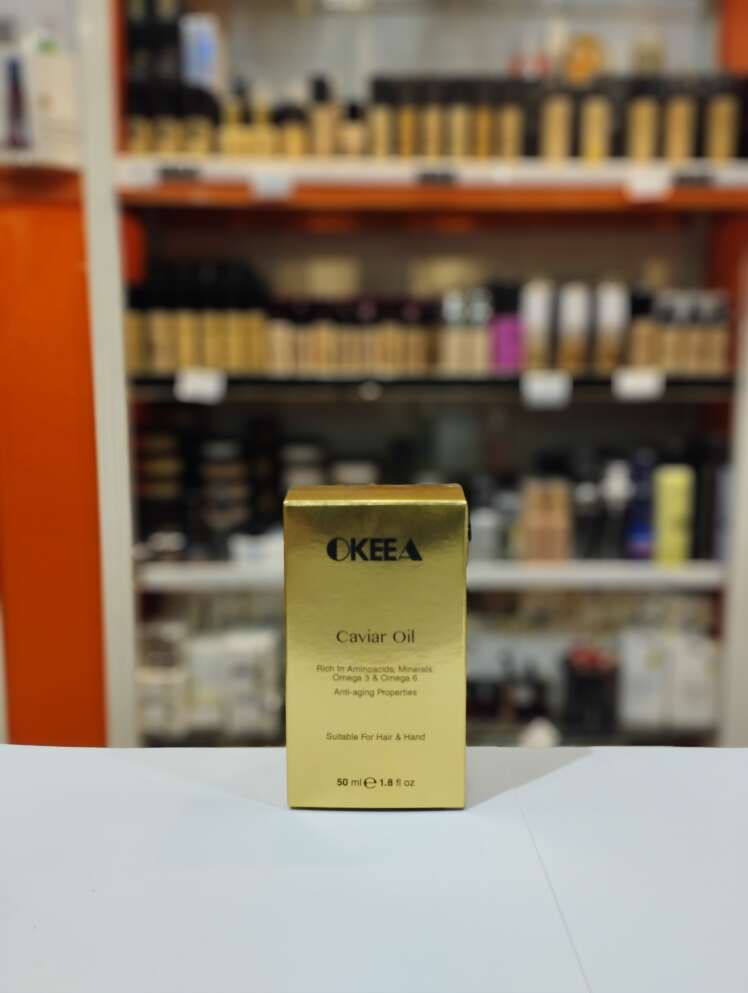 OKEEA
Caviar Oil
Rich In Aminoacids, Minerals,
Omega 3 & Omega 6
Anti-aging Properties
Suitable For Hair & Hand
50 ml ℮ 1.8 fl oz